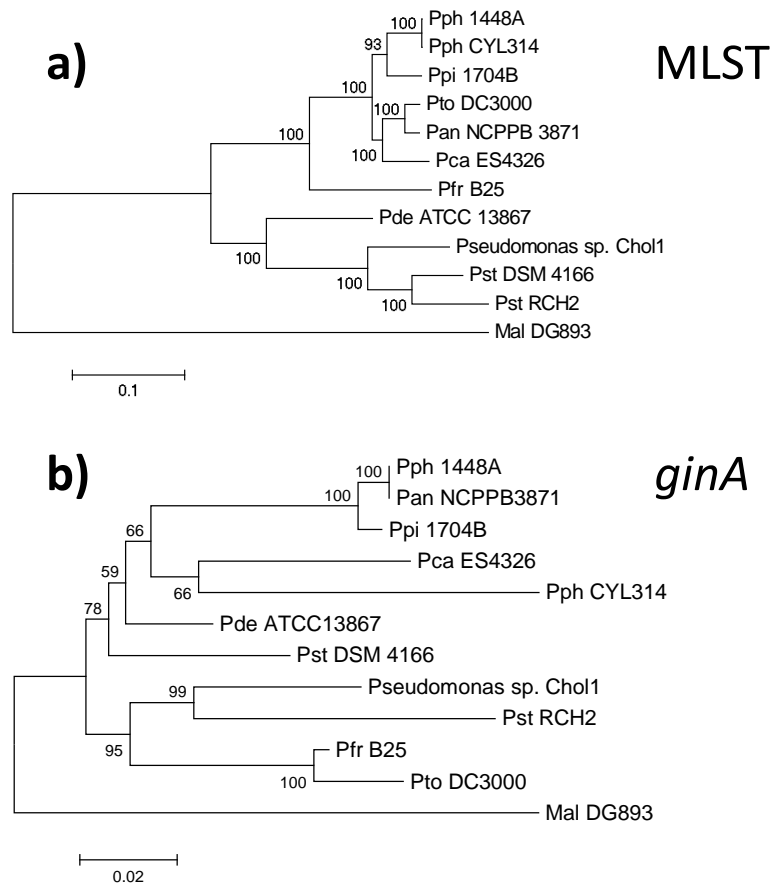 a)
MLST
100
Pph 1448A
Pph CYL314
93
Ppi 1704B
100
100
Pto DC3000
Pan NCPPB 3871
100
Pca ES4326
100
Pfr B25
Pde ATCC 13867
100
Pseudomonas sp. Chol1
100
Pst DSM 4166
100
Pst RCH2
Mal DG893
0.1
b)
ginA
100
Pph 1448A
Pan NCPPB3871
100
Ppi 1704B
66
Pca ES4326
66
Pph CYL314
59
Pde ATCC13867
78
Pst DSM 4166
99
Pseudomonas sp. Chol1
Pst RCH2
95
Pfr B25
100
Pto DC3000
Mal DG893
0.02